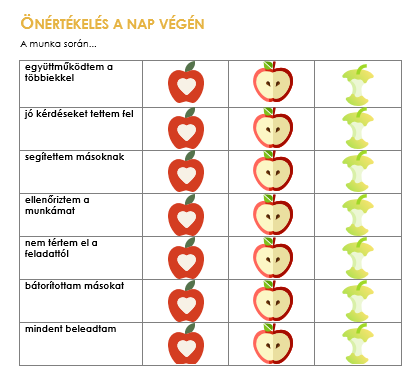 ÖNÉRTÉKELÉS A NAP VÉGÉN
A munka során...
együttműködtem a
többiekkel
jó kérdéseket tettem fel
segítettem másoknak
ellenőriztem a
munkámat
nem tértem el a
feladattól
bátorítottam másokat
mindent beleadtam